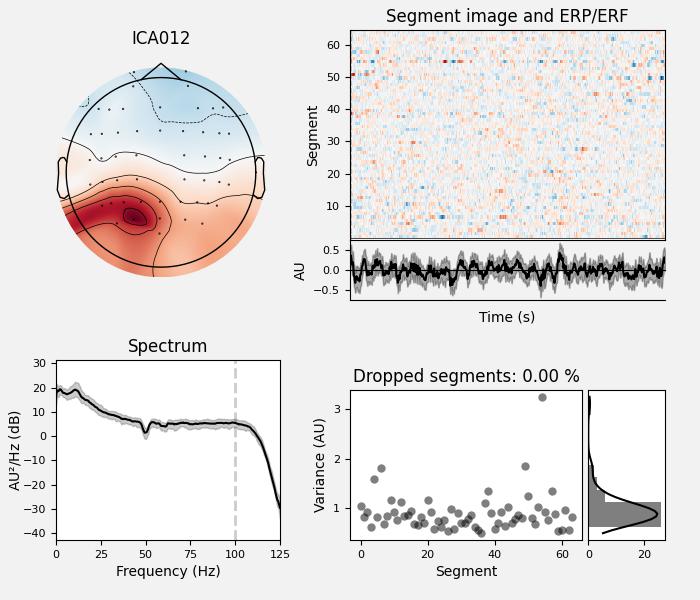 ICA012
Segment image and ERP/ERF
Segment
60
50
40
30
20
10
AU
0.5
0.0
−0.5
Time (s)
Spectrum
AU²/Hz (dB)
30
20
10
0
−10
−20
−30
−40
0 25 50 75 100 125
Frequency (Hz)
Dropped segments: 0.00 %
Variance (AU)
3
2
1
0 20 40 60
Segment
0 20